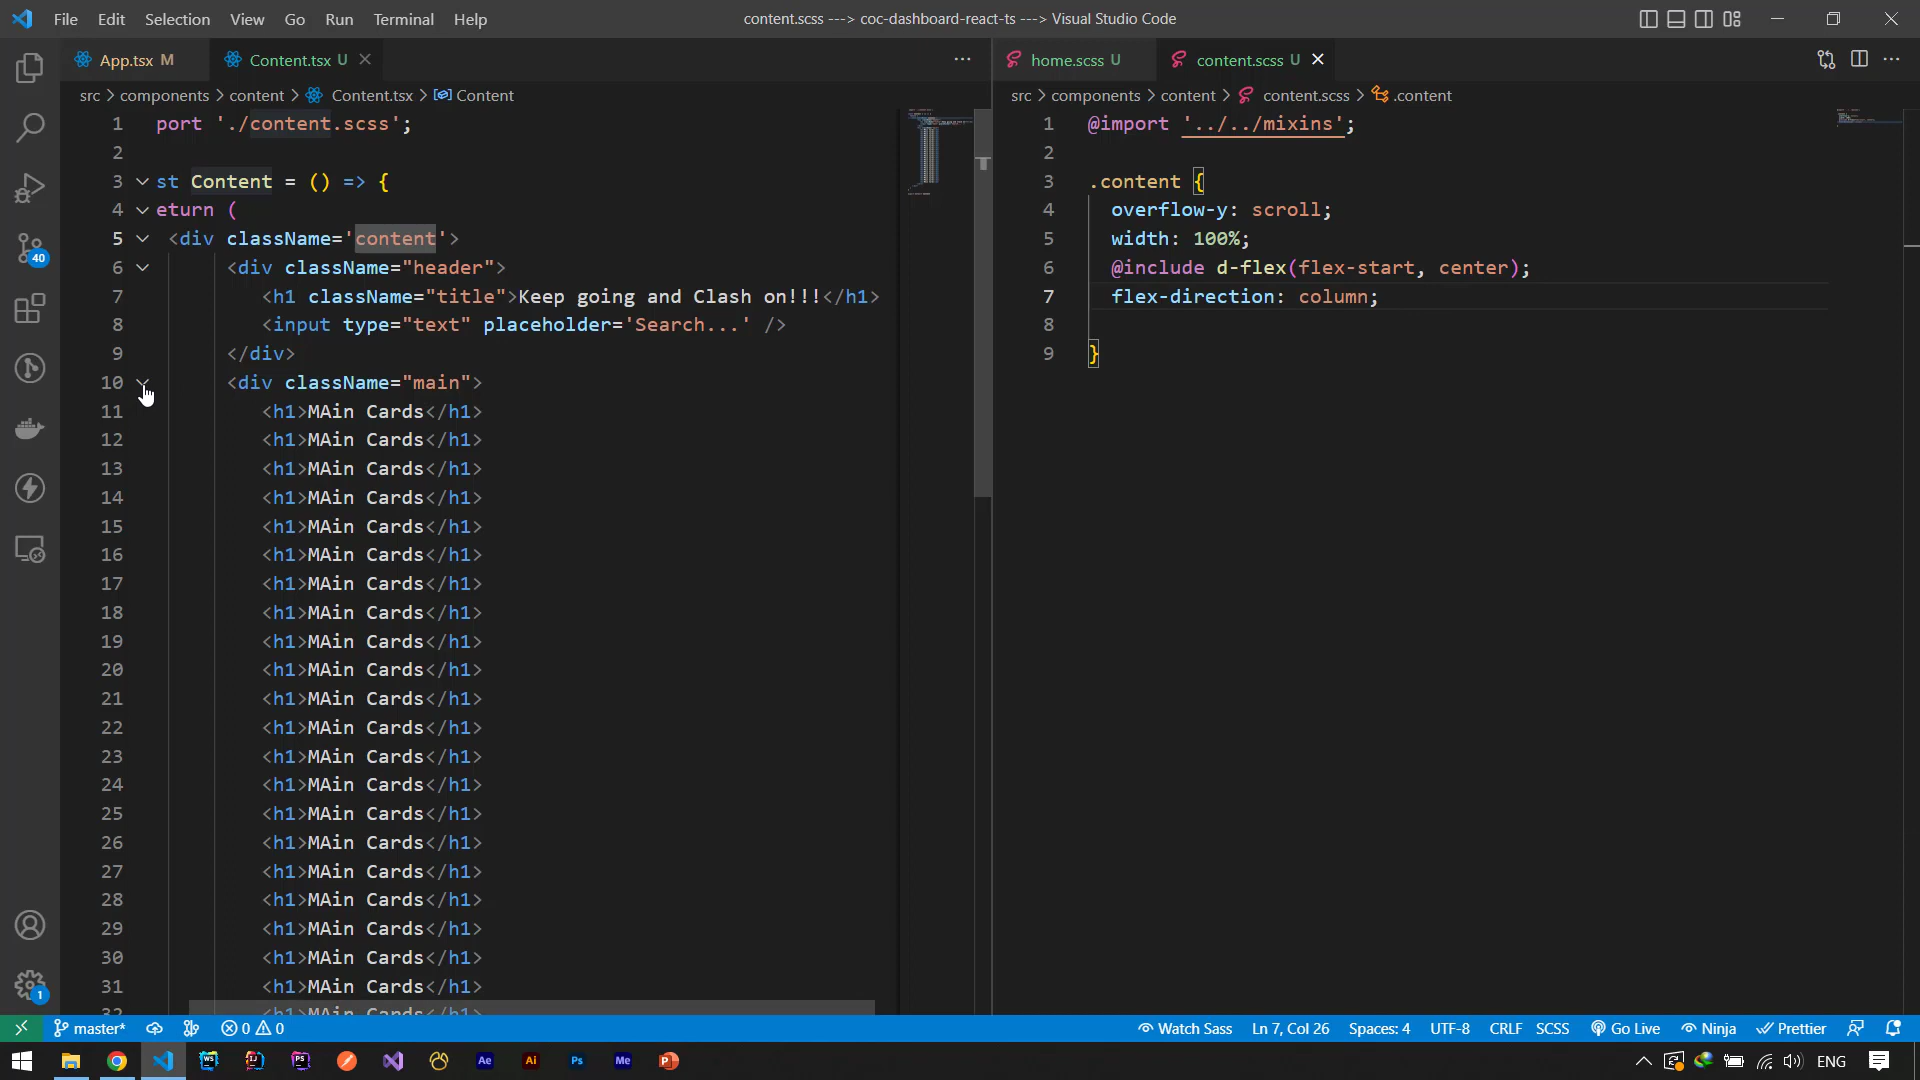 File Edit Selection View Go Run Terminal Help
content.scss ---> coc-dashboard-react-ts ---> Visual Studio Code
App.tsx M
Content.tsx U
home.scss U
content.scss U
src > components > content > Content.tsx > Content
src > components > content > content.scss > .content
1 port './content.scss';
2
3 st Content = () => {
4 eturn (
5 <div className='content'>
6 <div className="header">
7 <h1 className="title">Keep going and Clash on!!!</h1>
8 <input type="text" placeholder='Search...' />
9 </div>
10 <div className="main">
11 <h1>MAin Cards</h1>
12 <h1>MAin Cards</h1>
13 <h1>MAin Cards</h1>
14 <h1>MAin Cards</h1>
15 <h1>MAin Cards</h1>
16 <h1>MAin Cards</h1>
17 <h1>MAin Cards</h1>
18 <h1>MAin Cards</h1>
19 <h1>MAin Cards</h1>
20 <h1>MAin Cards</h1>
21 <h1>MAin Cards</h1>
22 <h1>MAin Cards</h1>
23 <h1>MAin Cards</h1>
24 <h1>MAin Cards</h1>
25 <h1>MAin Cards</h1>
26 <h1>MAin Cards</h1>
27 <h1>MAin Cards</h1>
28 <h1>MAin Cards</h1>
29 <h1>MAin Cards</h1>
30 <h1>MAin Cards</h1>
31 <h1>MAin Cards</h1>
32 <h1>MAin Cards</h1>
1 @import '../../mixins';
2
3 .content {
4 overflow-y: scroll;
5 width: 100%;
6 @include d-flex(flex-start, center);
7 flex-direction: column;
8
9 }
40
1
master* 0 0
Watch Sass Ln 7, Col 26 Spaces: 4 UTF-8 CRLF SCSS Go Live Ninja Prettier
WS IJ PS Ae Ai Ps Me P
ENG